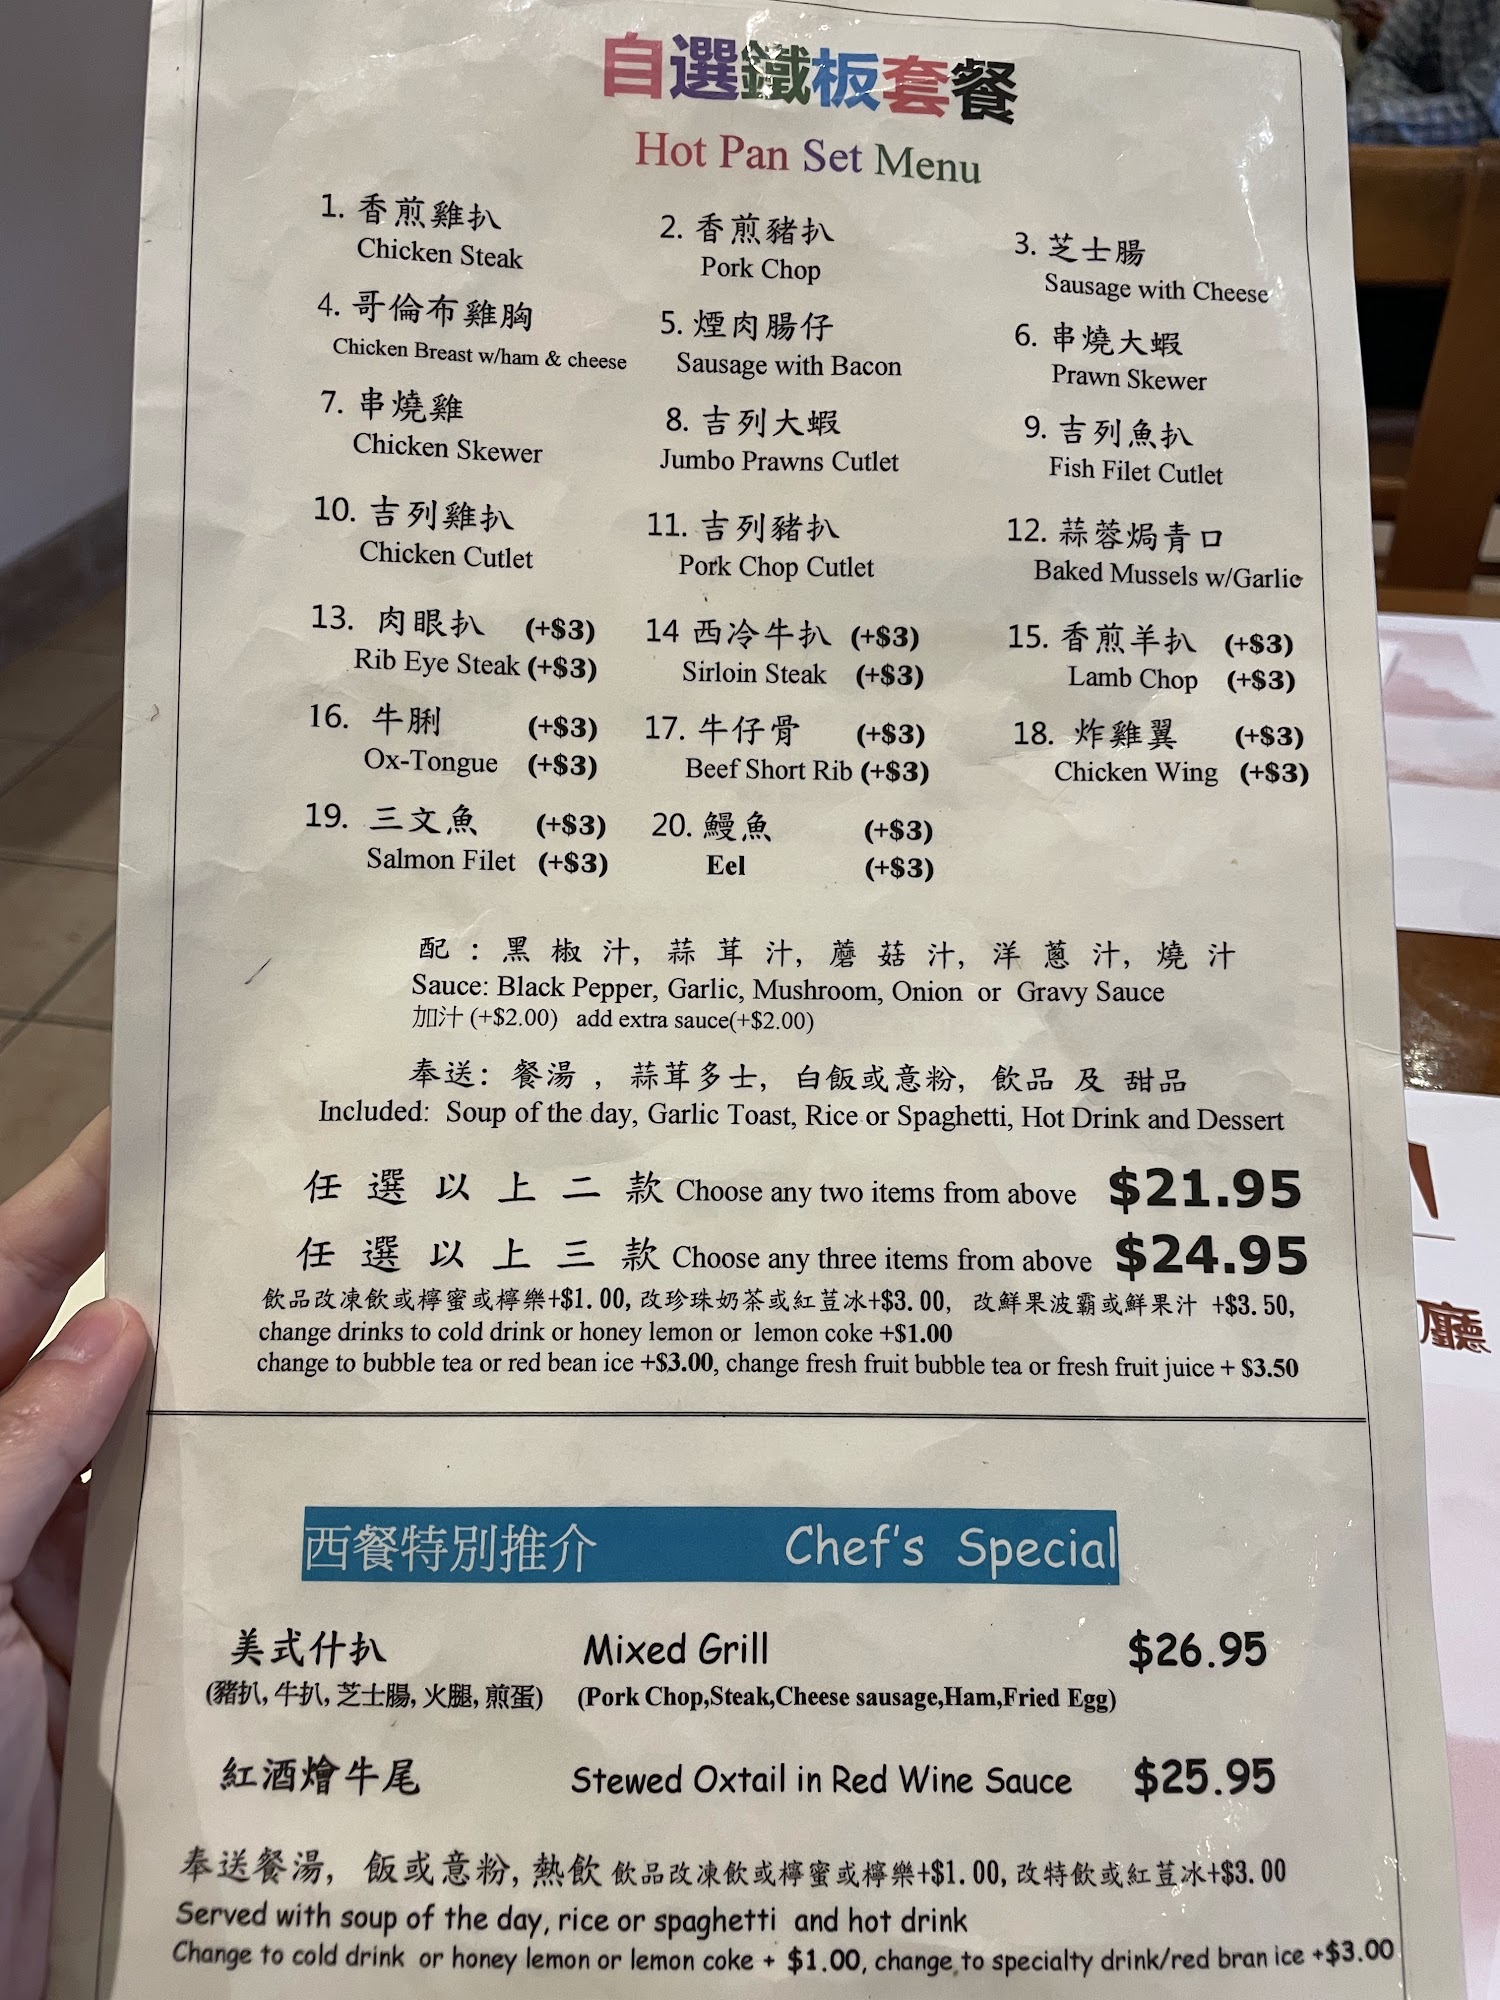 自選鐵板套餐
Hot Pan Set Menu
1. 香煎雞扒
Chicken Steak
2. 香煎豬扒
Pork Chop
3. 芝士腸
Sausage with Cheese
4. 哥倫布雞胸
Chicken Breast w/ham & cheese
5. 煙肉腸仔
Sausage with Bacon
6. 串燒大蝦
Prawn Skewer
7. 串燒雞
Chicken Skewer
8. 吉列大蝦
Jumbo Prawns Cutlet
9. 吉列魚扒
Fish Filet Cutlet
10. 吉列雞扒
Chicken Cutlet
11. 吉列豬扒
Pork Chop Cutlet
12. 蒜蓉焗青口
Baked Mussels w/Garlic
13. 肉眼扒 (+$3)
Rib Eye Steak (+$3)
14 西冷牛扒 (+$3)
Sirloin Steak (+$3)
15. 香煎羊扒 (+$3)
Lamb Chop (+$3)
16. 牛脷 (+$3)
Ox-Tongue (+$3)
17. 牛仔骨 (+$3)
Beef Short Rib (+$3)
18. 炸雞翼 (+$3)
Chicken Wing (+$3)
19. 三文魚 (+$3)
Salmon Filet (+$3)
20. 鰻魚 (+$3)
Eel (+$3)
配 : 黑 椒 汁, 蒜 茸 汁, 蘑 菇 汁, 洋 蔥 汁, 燒 汁
Sauce: Black Pepper, Garlic, Mushroom, Onion or Gravy Sauce
加汁 (+$2.00) add extra sauce(+$2.00)
奉送: 餐湯 , 蒜茸多士, 白飯或意粉, 飲品 及 甜品
Included: Soup of the day, Garlic Toast, Rice or Spaghetti, Hot Drink and Dessert
任 選 以 上 二 款 Choose any two items from above $21.95
任 選 以 上 三 款 Choose any three items from above $24.95
飲品改凍飲或檸蜜或檸樂+$1.00, 改珍珠奶茶或紅荳冰+$3.00, 改鮮果波霸或鮮果汁 +$3.50,
change drinks to cold drink or honey lemon or lemon coke +$1.00
change to bubble tea or red bean ice +$3.00, change fresh fruit bubble tea or fresh fruit juice + $3.50
西餐特別推介 Chef's Special
美式什扒 Mixed Grill $26.95
(豬扒, 牛扒, 芝士腸, 火腿, 煎蛋) (Pork Chop,Steak,Cheese sausage,Ham,Fried Egg)
紅酒燴牛尾 Stewed Oxtail in Red Wine Sauce $25.95
奉送餐湯, 飯或意粉, 熱飲 飲品改凍飲或檸蜜或檸樂+$1.00, 改特飲或紅荳冰+$3.00
Served with soup of the day, rice or spaghetti and hot drink
Change to cold drink or honey lemon or lemon coke + $1.00, change to specialty drink/red bran ice +$3.00
廳